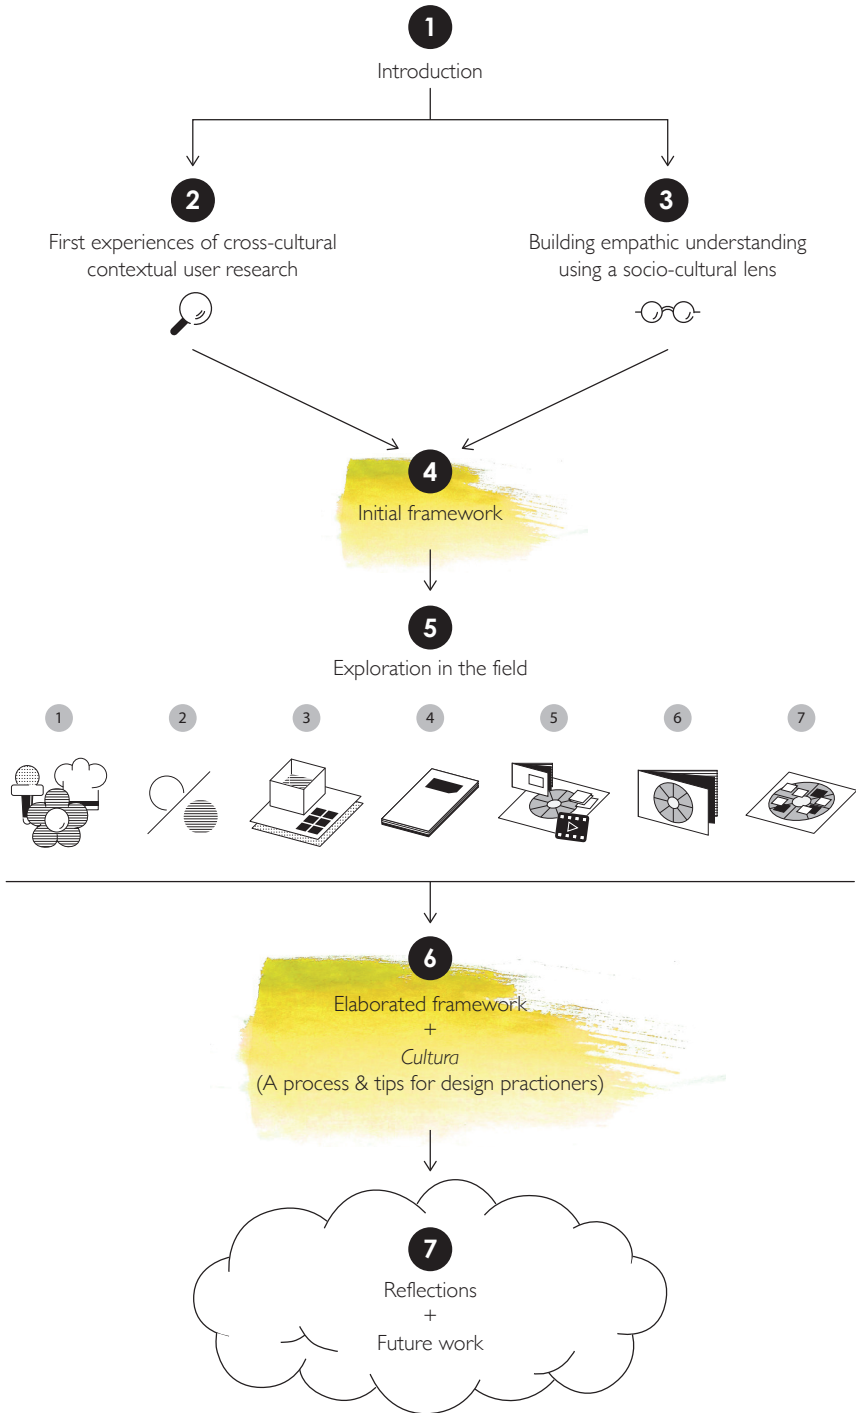 1
Introduction
2
First experiences of cross-cultural
contextual user research
3
Building empathic understanding
using a socio-cultural lens
4
Initial framework
5
Exploration in the field
1 2 3 4 5 6 7
6
Elaborated framework
+
Cultura
(A process & tips for design practioners)
7
Reflections
+
Future work